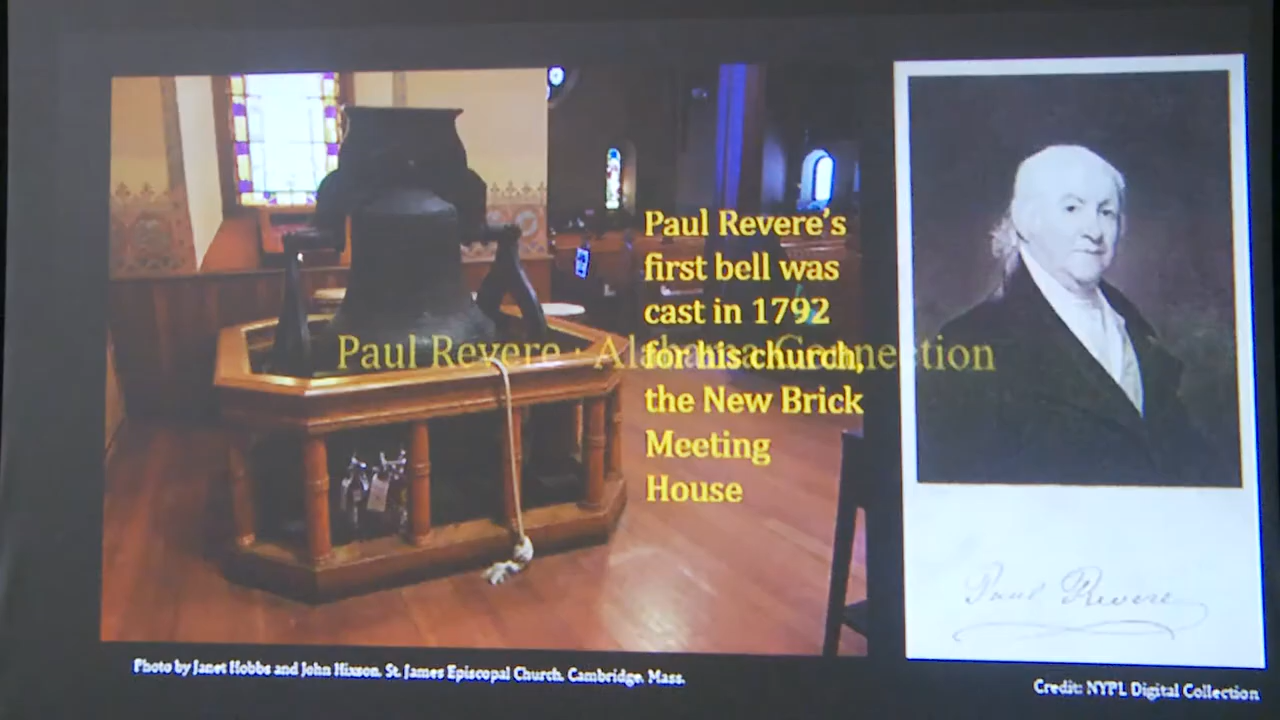 Paul Revere's
first bell was
cast in 1792
for his church,
the New Brick
Meeting
House
Paul Revere · Alabama Connection
Paul Revere
Photo by Janet Hobbs and John Hixson. St. James Episcopal Church. Cambridge. Mass.
Credit: NYPL Digital Collection